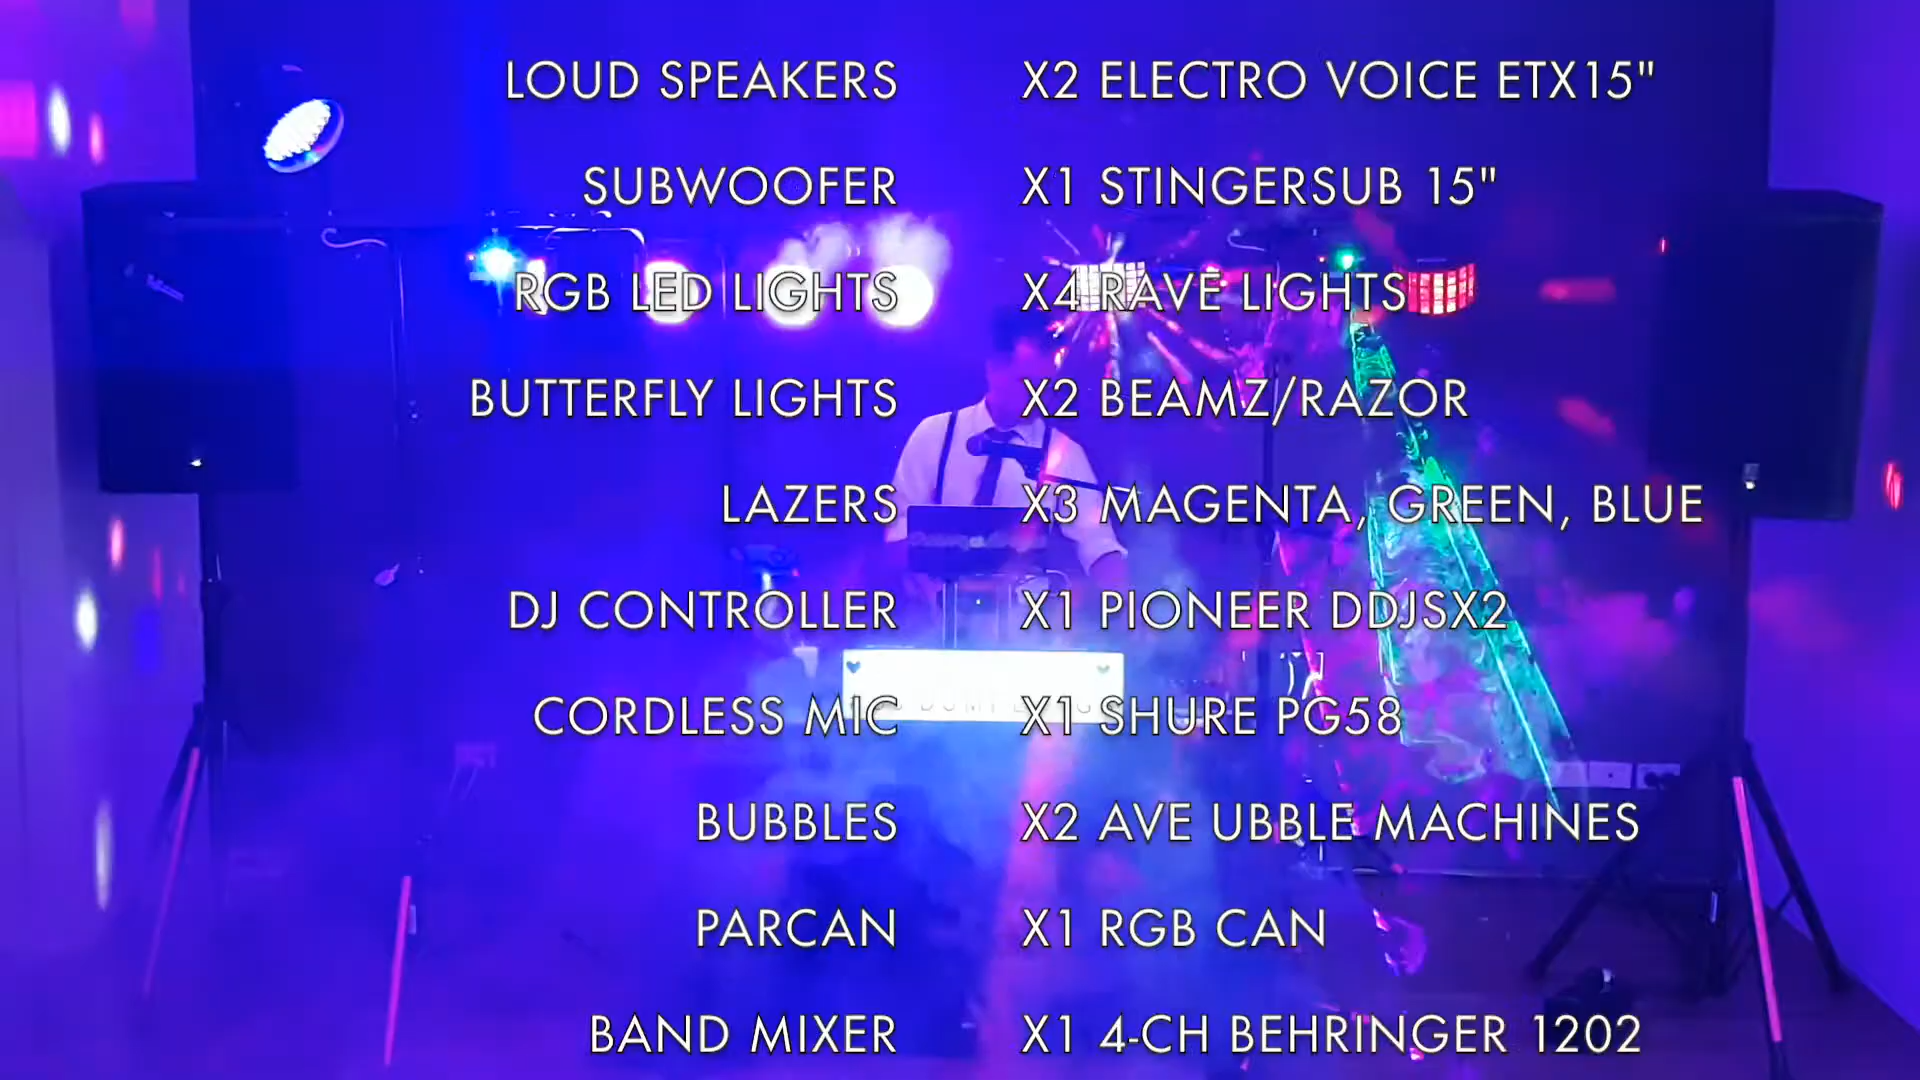 LOUD SPEAKERS X2 ELECTRO VOICE ETX15"
SUBWOOFER X1 STINGERSUB 15"
RGB LED LIGHTS X4 RAVE LIGHTS
BUTTERFLY LIGHTS X2 BEAMZ/RAZOR
LAZERS X3 MAGENTA, GREEN, BLUE
DJ CONTROLLER X1 PIONEER DDJSX2
CORDLESS MIC X1 SHURE PG58
BUBBLES X2 AVE UBBLE MACHINES
PARCAN X1 RGB CAN
BAND MIXER X1 4-CH BEHRINGER 1202